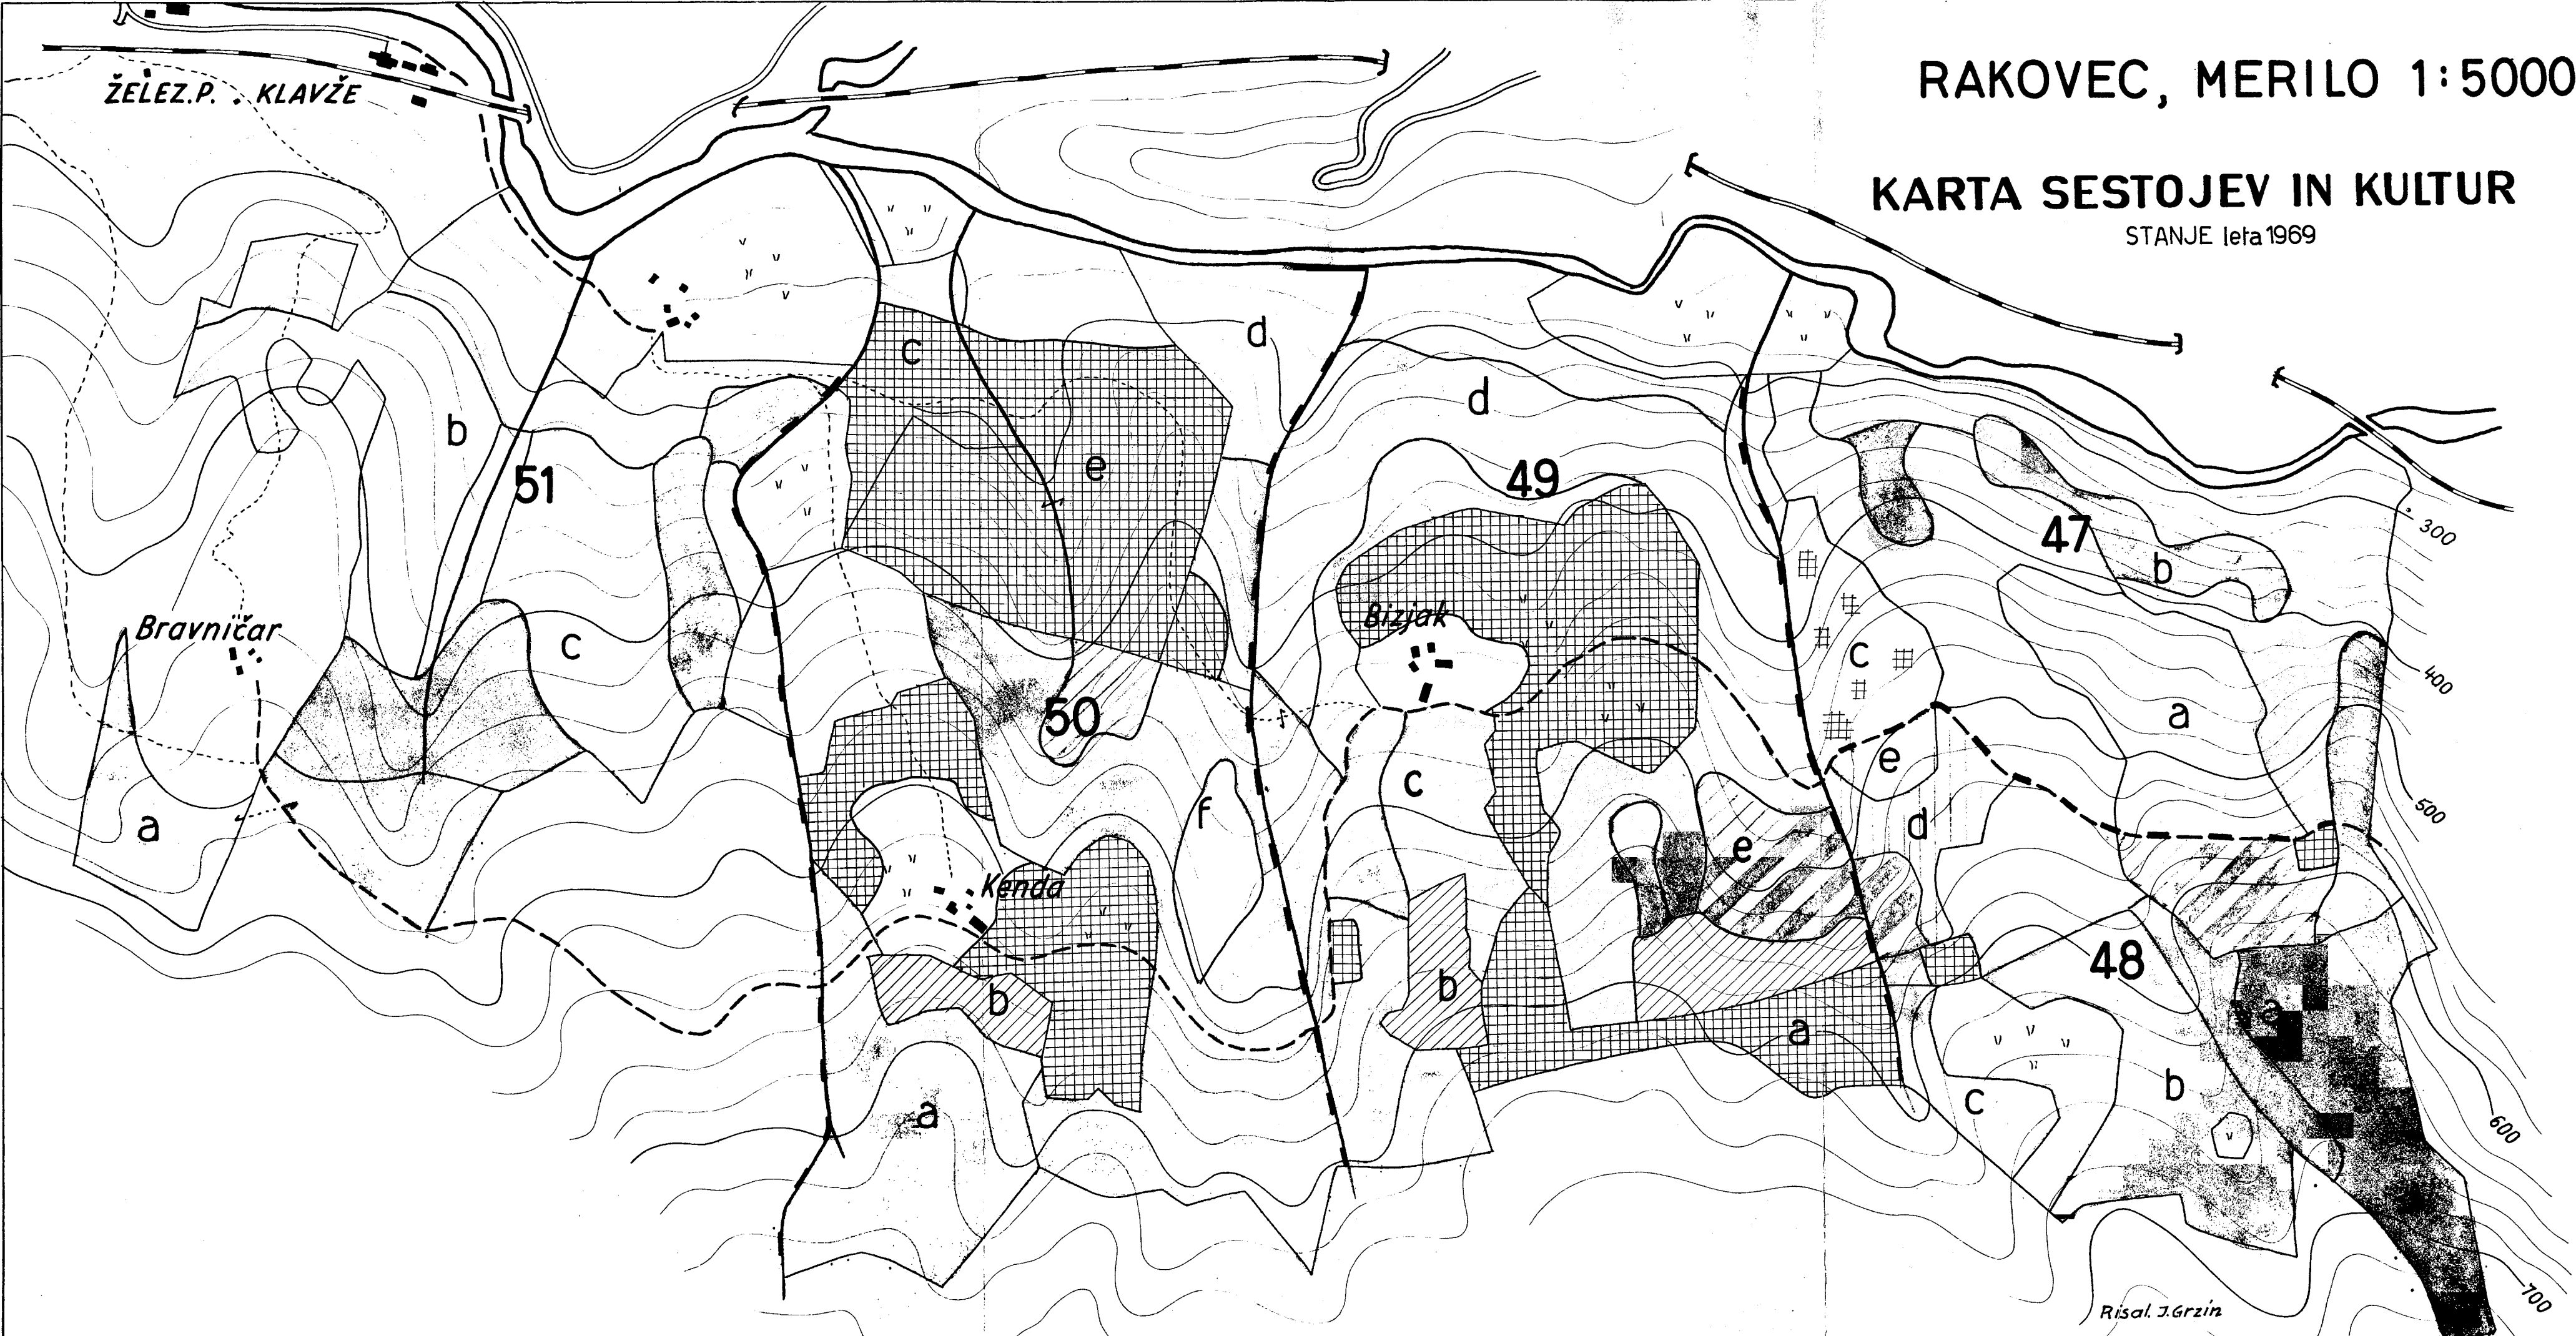 RAKOVEC, MERILO 1:5000
KARTA SESTOJEV IN KULTUR
STANJE leta 1969
ŽELEZ.P. KLAVŽE
d
c
d
b
e
51
49
47
300
b
Bizjak
Bravničar
c
c
400
50
a
e
c
f
500
a
d
e
Kenda
48
b
b
a
a
b
c
a
600
700
Risal. J. Grzin